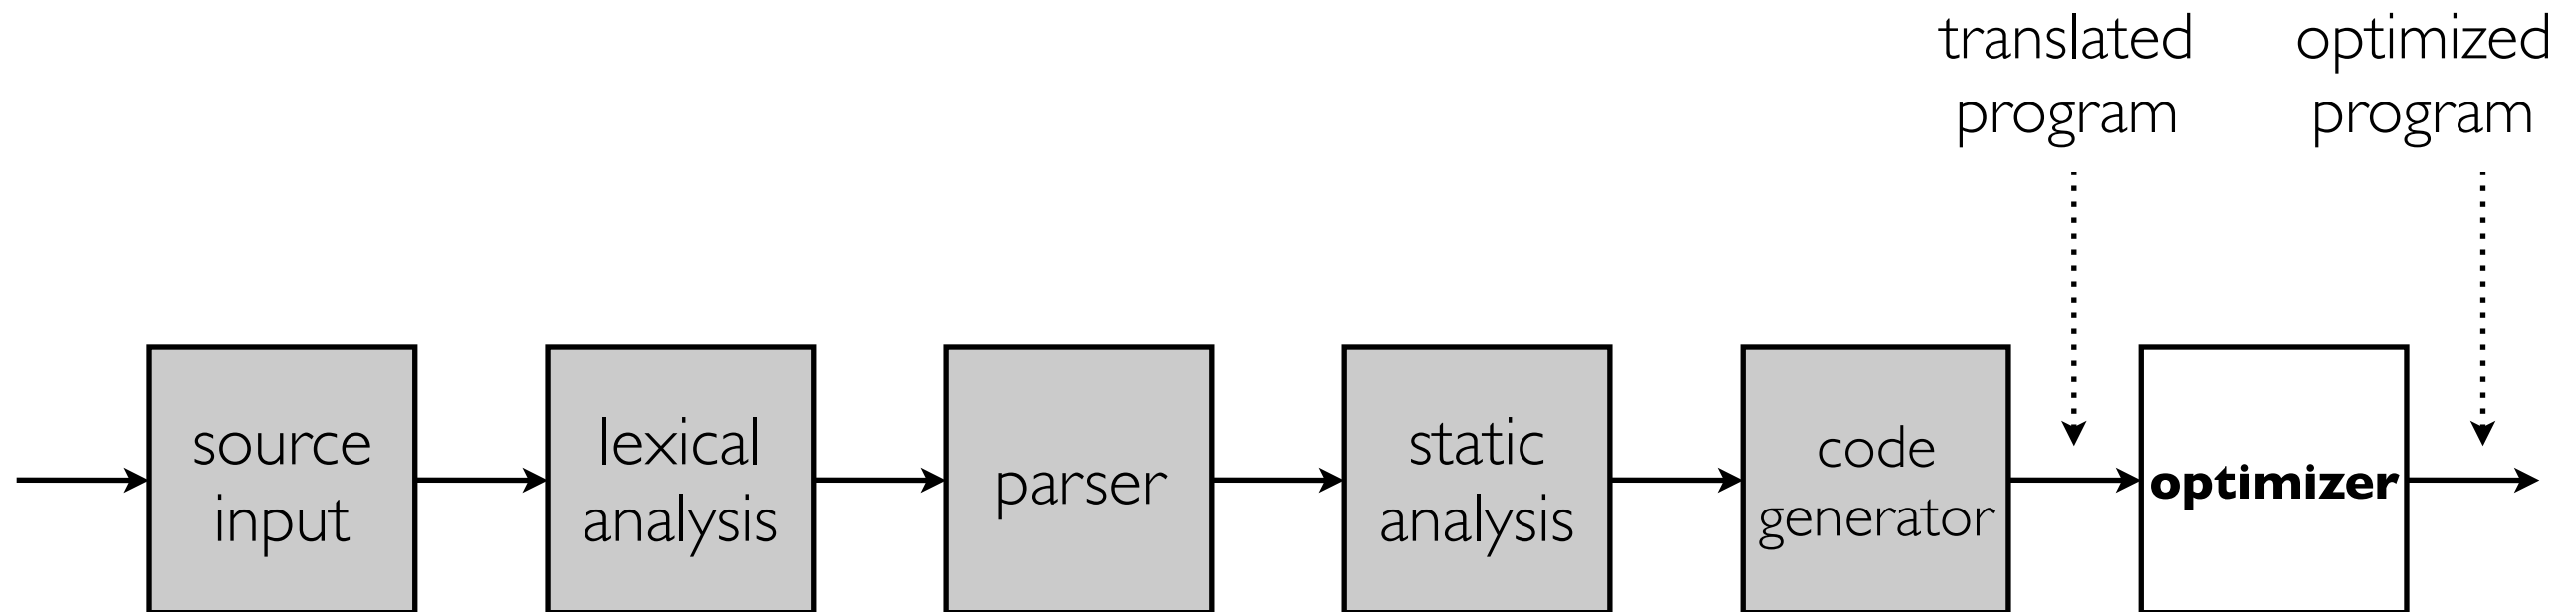 translated
program
optimized
program
source
input
lexical
analysis
parser
static
analysis
code
generator
optimizer